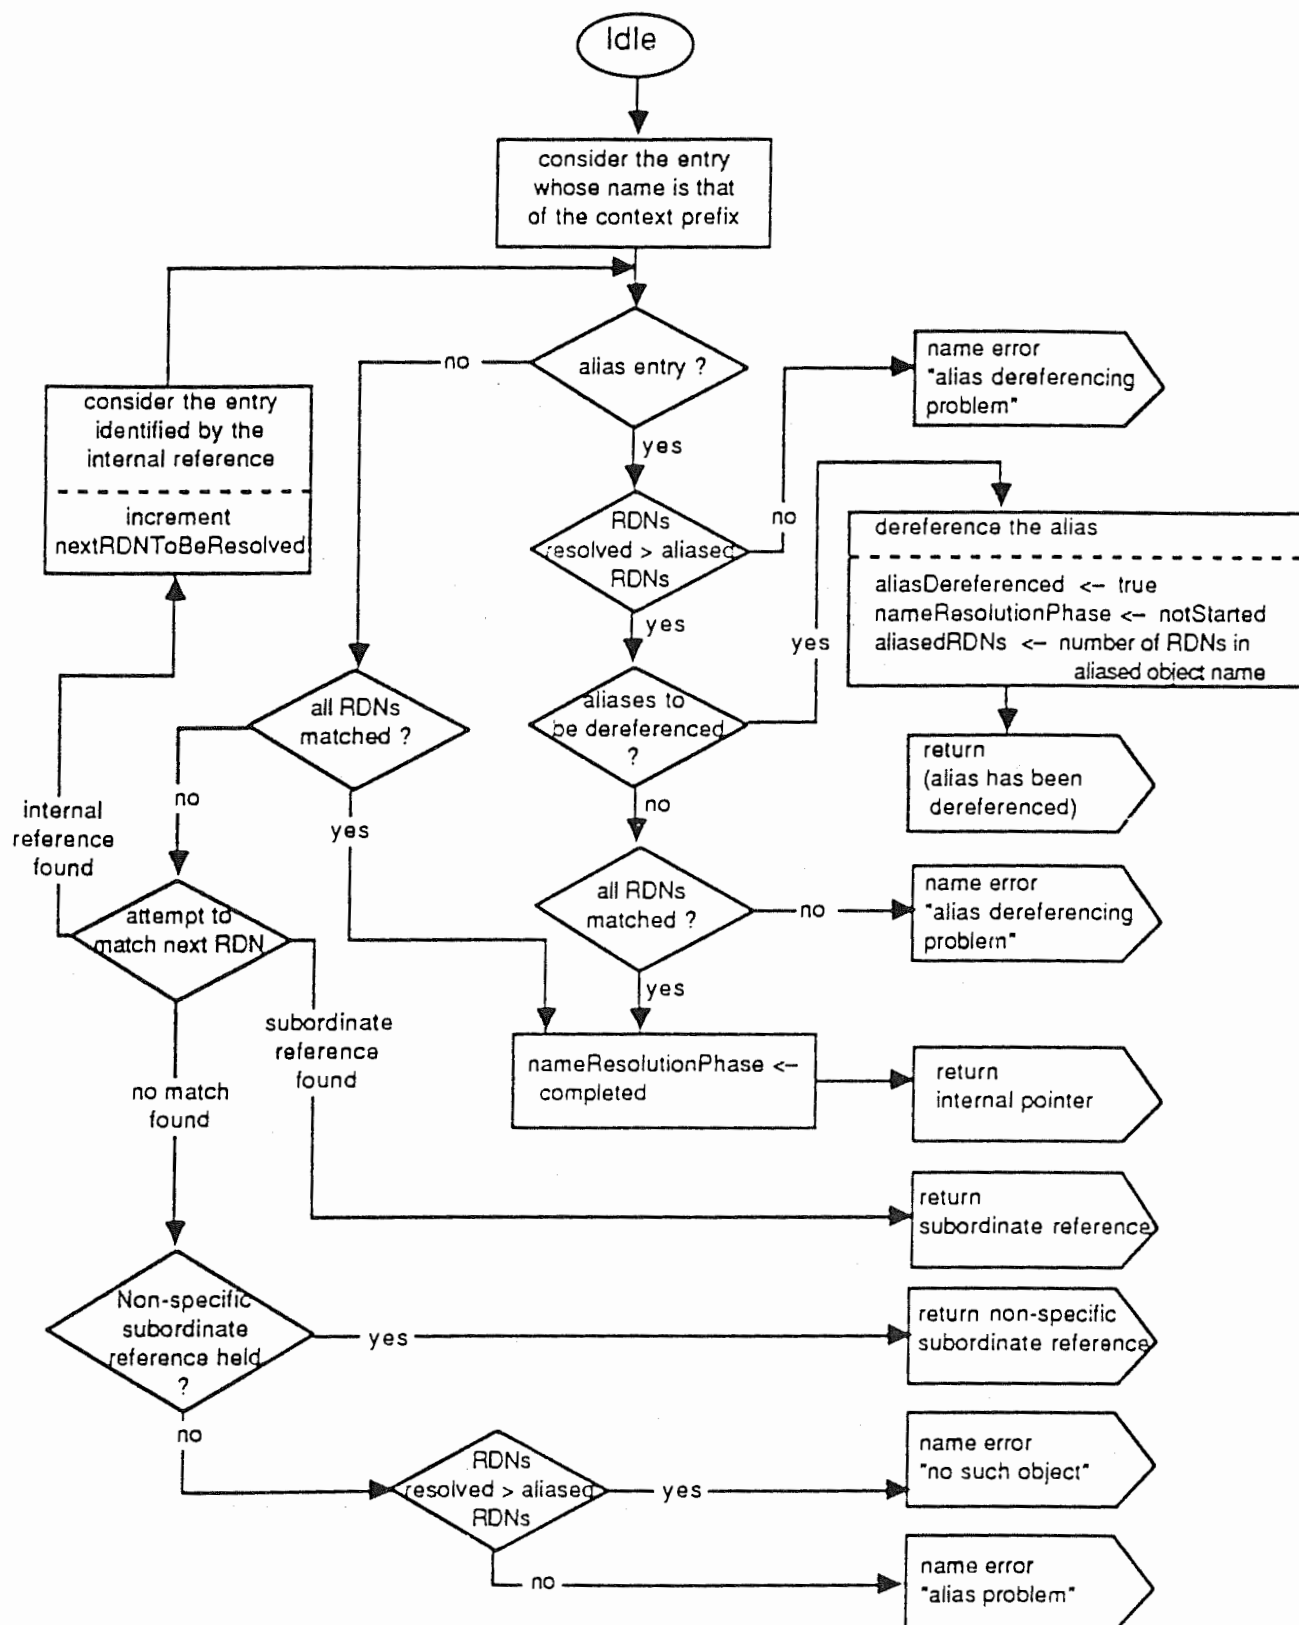 Idle
consider the entry
whose name is that
of the context prefix
alias entry ?
no
yes
name error
"alias dereferencing
problem"
consider the entry
identified by the
internal reference
increment
nextRDNToBeResolved
RDNs
resolved > aliased
RDNs
no
yes
dereference the alias
aliasDereferenced <– true
nameResolutionPhase <– notStarted
aliasedRDNs <– number of RDNs in
aliased object name
yes
aliases to
be dereferenced
?
no
return
(alias has been
dereferenced)
all RDNs
matched ?
no
yes
internal
reference
found
all RDNs
matched ?
no
yes
name error
"alias dereferencing
problem"
attempt to
match next RDN
subordinate
reference
found
no match
found
nameResolutionPhase <–
completed
return
internal pointer
return
subordinate reference
Non-specific
subordinate
reference held
?
yes
no
return non-specific
subordinate reference
RDNs
resolved > aliased
RDNs
yes
no
name error
"no such object"
name error
"alias problem"